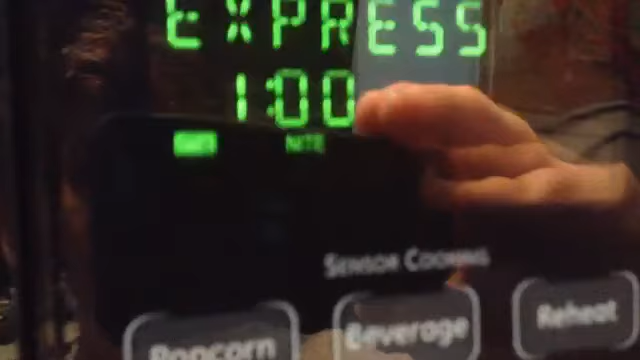 EXPRESS
1:00
NITE
SENSOR COOKING
Popcorn Beverage Reheat